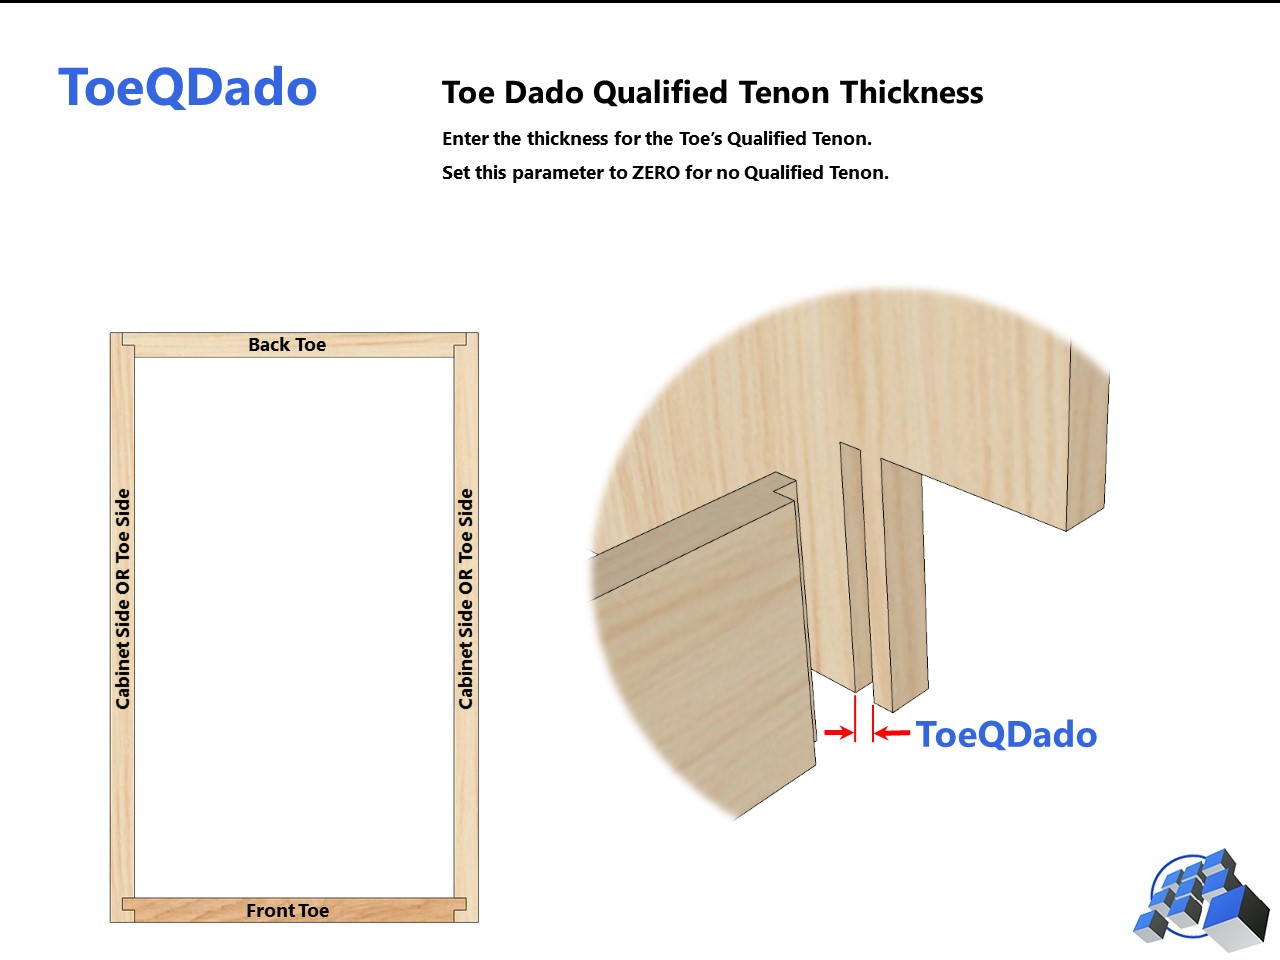 ToeQDado
Toe Dado Qualified Tenon Thickness
Enter the thickness for the Toe’s Qualified Tenon.
Set this parameter to ZERO for no Qualified Tenon.
Back Toe
Cabinet Side OR Toe Side
Cabinet Side OR Toe Side
Front Toe
ToeQDado